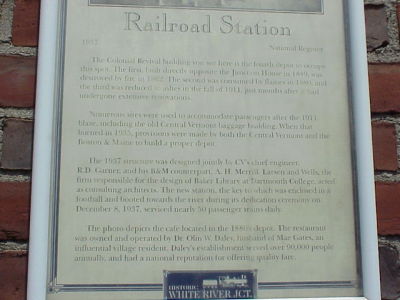 Railroad Station
1937
National Register
The Colonial Revival building you see here is the fourth depot to occupy
this spot. The first, built directly opposite the Junction House in 1849, was
destroyed by fire in 1862. The second was consumed by flames in 1880, and
the third was reduced to ashes in the fall of 1911, just months after it had
undergone extensive renovations.
Numerous sites were used to accommodate passengers after the 1911
blaze, including the old Central Vermont baggage building. When that
burned in 1935, provisions were made by both the Central Vermont and the
Boston & Maine to build a proper depot.
The 1937 structure was designed jointly by CV's chief engineer,
R.D. Garner, and his B&M counterpart, A. H. Merrill. Larsen and Wells, the
firm responsible for the design of Baker Library at Dartmouth College, acted
as consulting architects. The new station, the key to which was enclosed in a
football and booted towards the river during its dedication ceremony on
December 8, 1937, serviced nearly 50 passenger trains daily.
The photo depicts the cafe located in the 1880's depot. The restaurant
was owned and operated by Dr. Olin W. Daley, husband of Mae Gates, an
influential village resident. Daley's establishment served over 90,000 people
annually, and had a national reputation for offering quality fare.
HISTORIC
WHITE RIVER JCT.